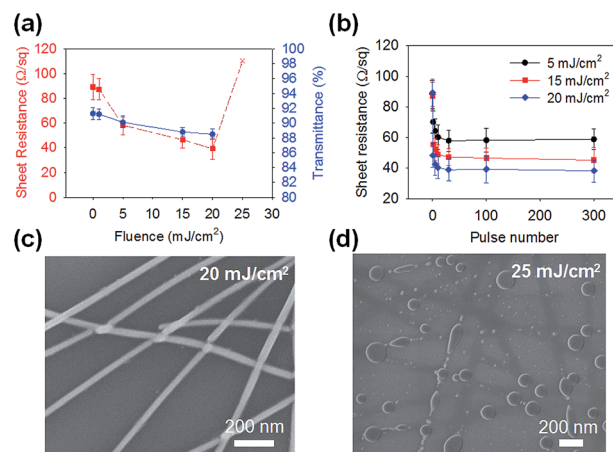 (a)
Sheet Resistance (Ω/sq)
120
100
80
60
40
20
0
98
96
94
92
90
88
86
84
82
80
Transmittance (%)
0 5 10 15 20 25 30
Fluence (mJ/cm²)
(b)
Sheet resistance (Ω/sq)
120
100
80
60
40
20
5 mJ/cm²
15 mJ/cm²
20 mJ/cm²
0 100 200 300
Pulse number
(c)
20 mJ/cm²
200 nm
(d)
25 mJ/cm²
200 nm